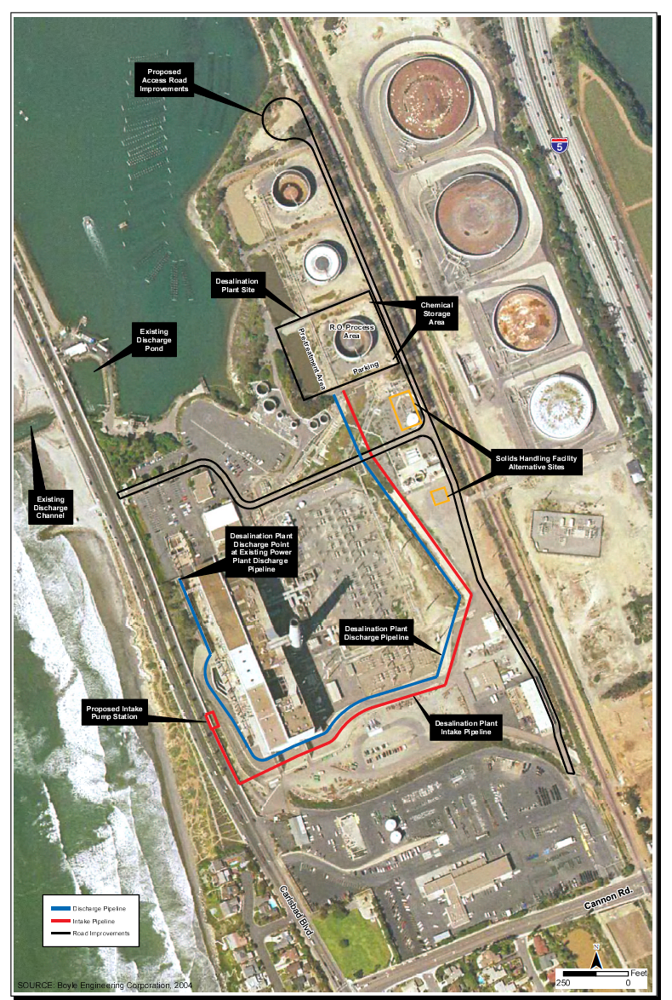 Proposed
Access Road
Improvements
5
Desalination
Plant Site
Chemical
Storage
Area
R.O. Process
Area
Pre-treatment Area
Parking
Existing
Discharge
Pond
Solids Handling Facility
Alternative Sites
Existing
Discharge
Channel
Desalination Plant
Discharge Point
at Existing Power
Plant Discharge
Pipeline
Desalination Plant
Discharge Pipeline
Proposed Intake
Pump Station
Desalination Plant
Intake Pipeline
Discharge Pipeline
Intake Pipeline
Road Improvements
Carlsbad Blvd.
Cannon Rd.
N
Feet
250
0
SOURCE: Boyle Engineering Corporation, 2004